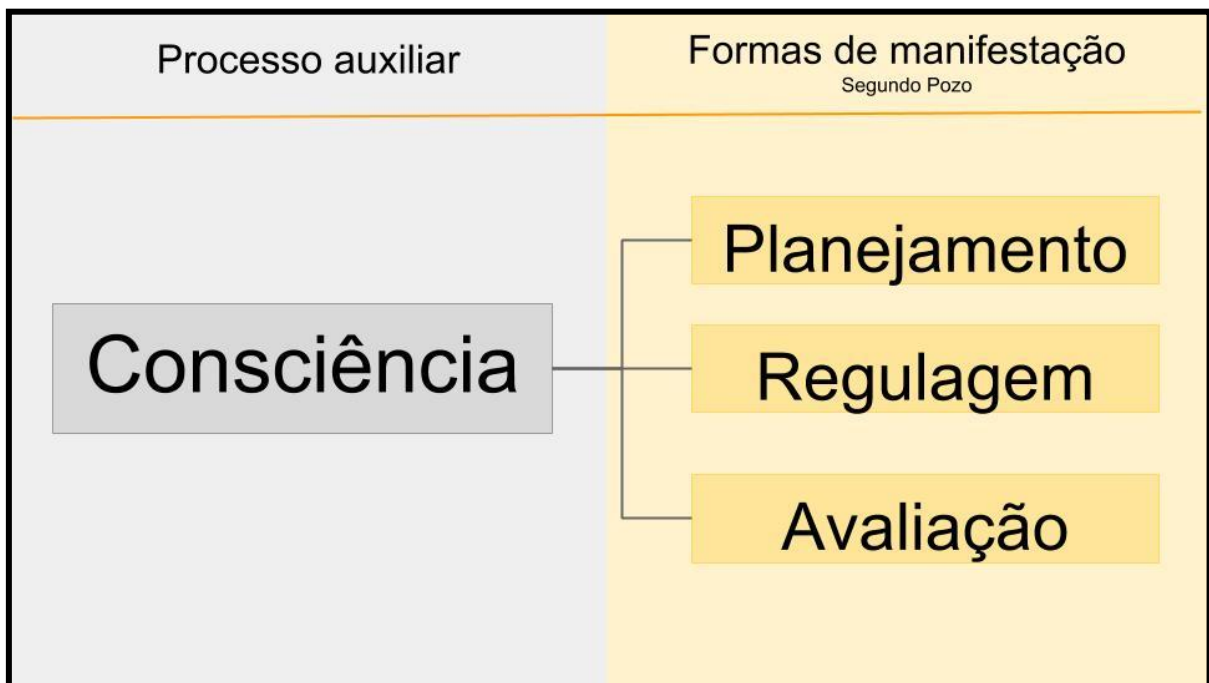 Processo auxiliar
Formas de manifestação
Segundo Pozo
Consciência
Planejamento
Regulagem
Avaliação